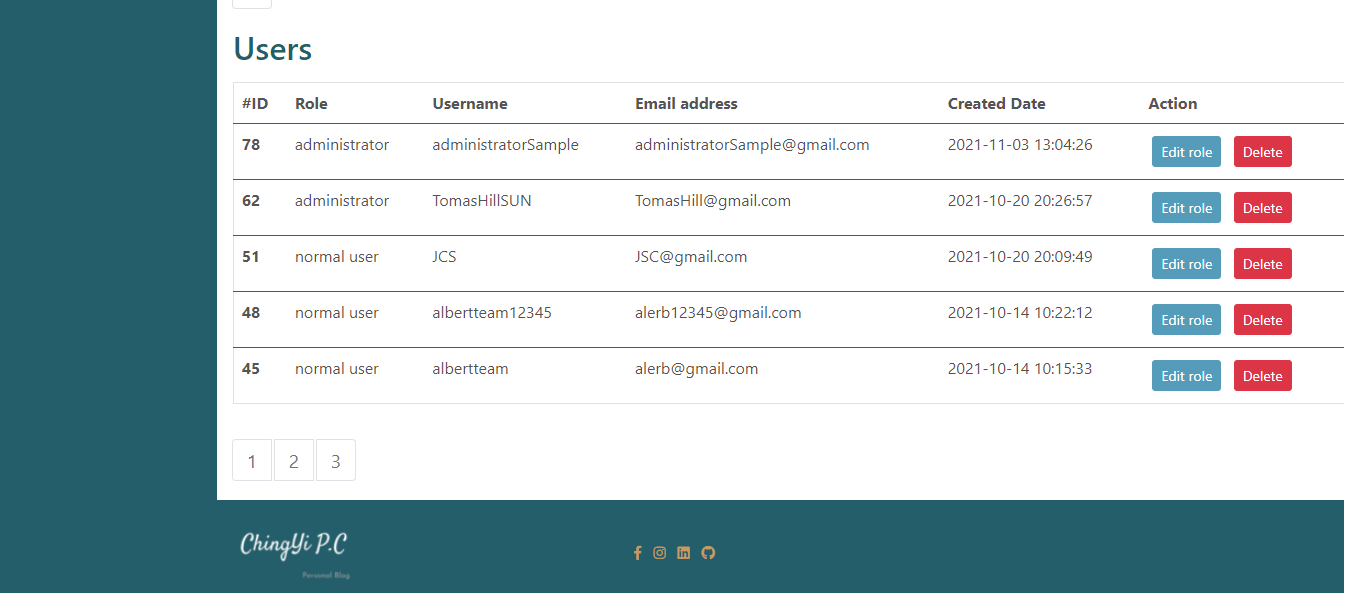 Users
#ID Role Username Email address Created Date Action
78 administrator administratorSample administratorSample@gmail.com 2021-11-03 13:04:26 Edit role Delete
62 administrator TomasHillSUN TomasHill@gmail.com 2021-10-20 20:26:57 Edit role Delete
51 normal user JCS JSC@gmail.com 2021-10-20 20:09:49 Edit role Delete
48 normal user albertteam12345 alerb12345@gmail.com 2021-10-14 10:22:12 Edit role Delete
45 normal user albertteam alerb@gmail.com 2021-10-14 10:15:33 Edit role Delete
1 2 3
ChingYi P.C
Personal Blog